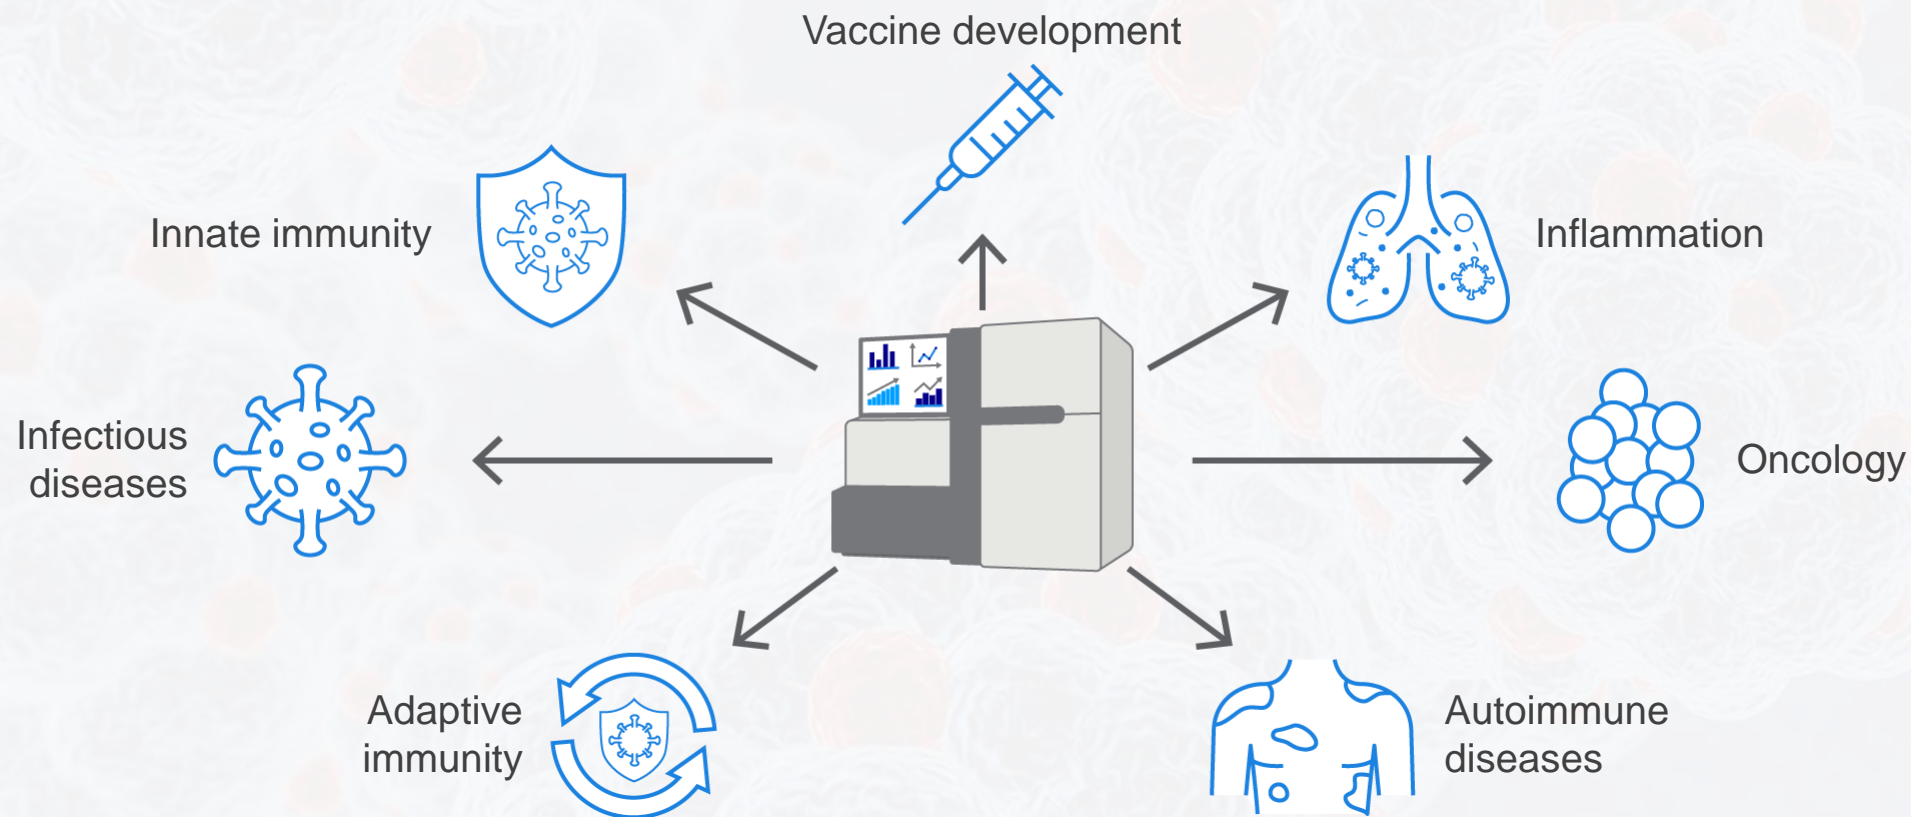 Vaccine development
Innate immunity
Inflammation
Infectious
diseases
Oncology
Adaptive
immunity
Autoimmune
diseases